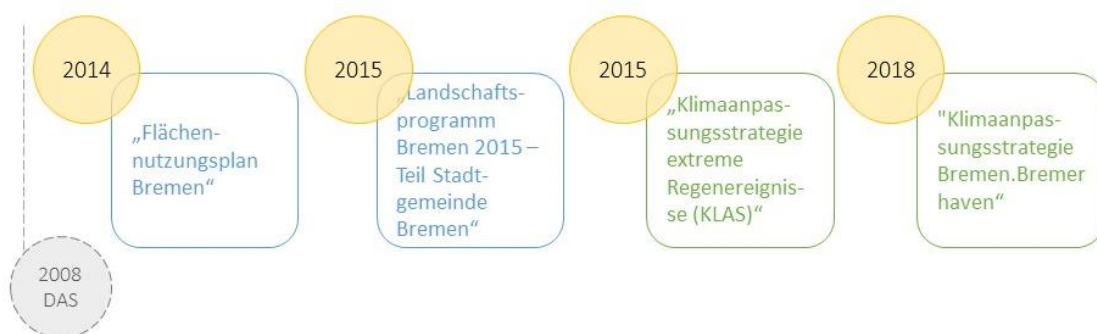 2014
„Flächen-
nutzungsplan
Bremen“
2015
„Landschafts-
programm
Bremen 2015 –
Teil Stadt-
gemeinde
Bremen“
2015
„Klimaanpas-
sungsstrategie
extreme
Regenereignis-
se (KLAS)“
2018
"Klimaanpas-
sungsstrategie
Bremen.Bremer
haven“
2008
DAS